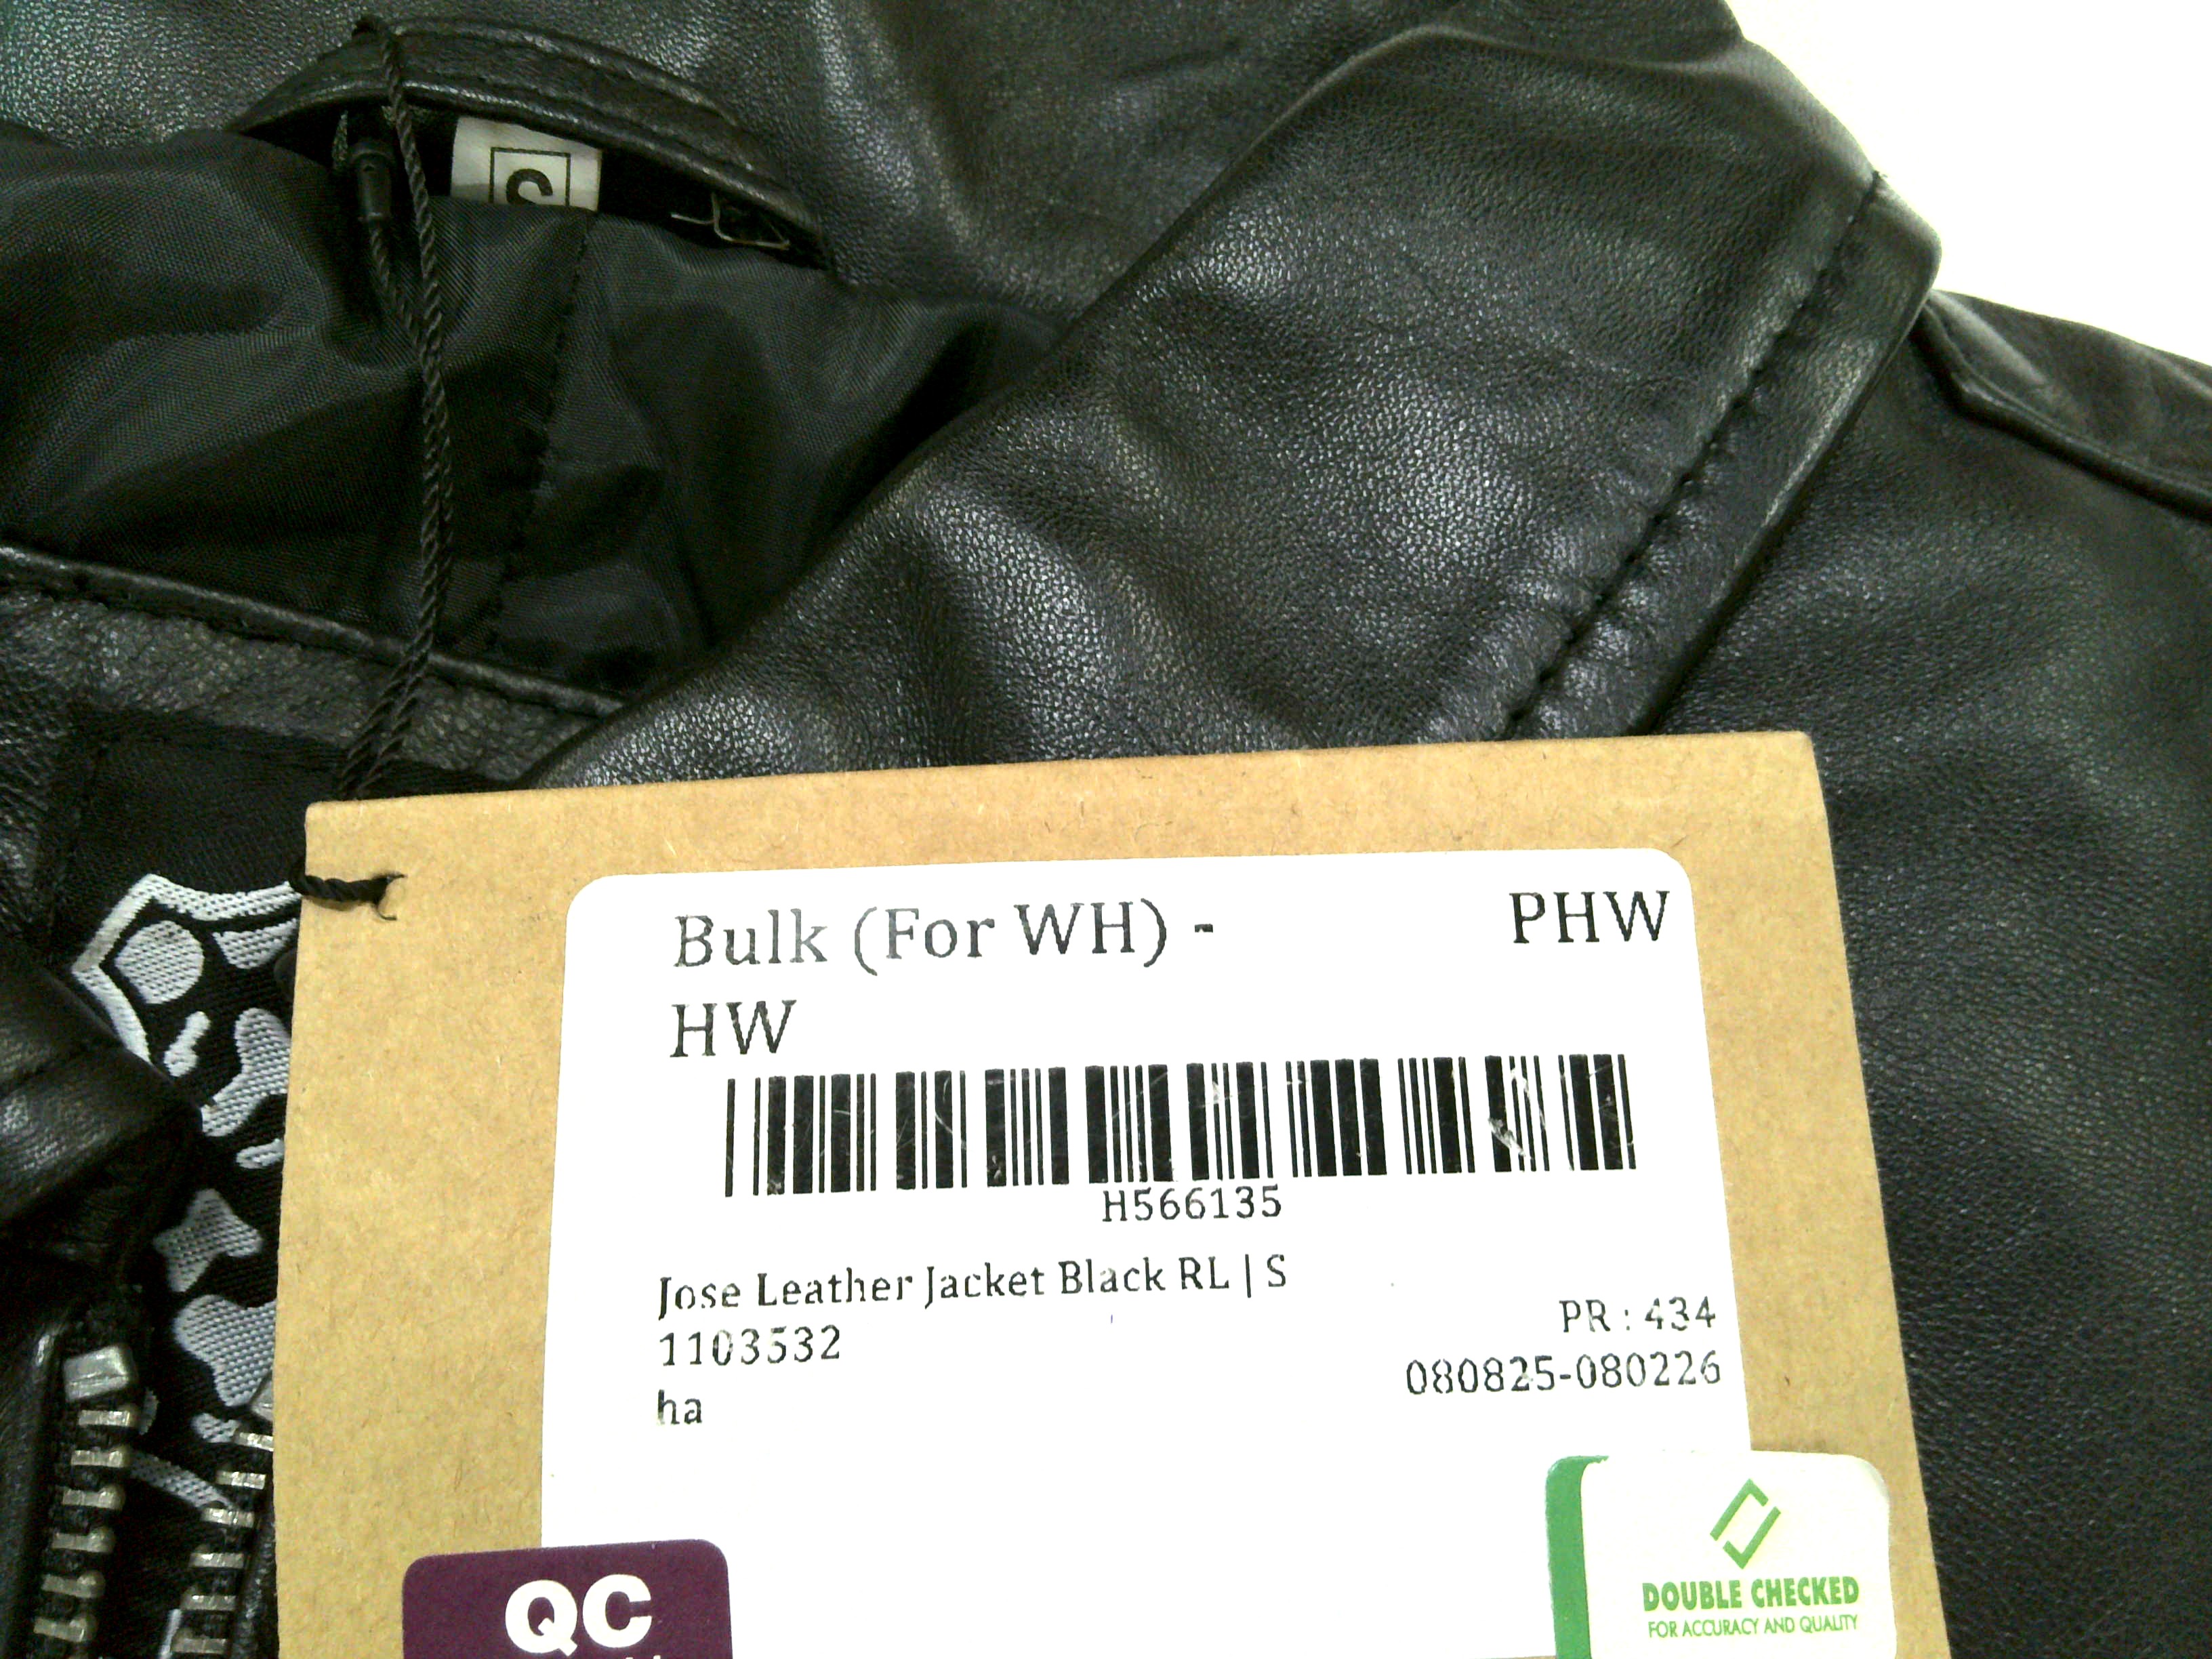 S
Bulk (For WH) - PHW
HW
H566135
Jose Leather Jacket Black RL | S
1103532
PR : 434
ha
080825-080226
QC
DOUBLE CHECKED
FOR ACCURACY AND QUALITY